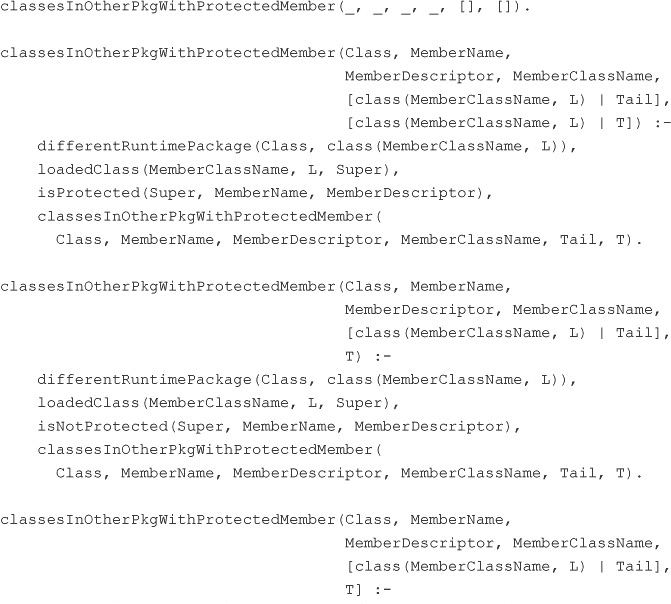 classesInOtherPkgWithProtectedMember(_, _, _, _, [], []).
classesInOtherPkgWithProtectedMember(Class, MemberName,
MemberDescriptor, MemberClassName,
[class(MemberClassName, L) | Tail],
[class(MemberClassName, L) | T]) :-
differentRuntimePackage(Class, class(MemberClassName, L)),
loadedClass(MemberClassName, L, Super),
isProtected(Super, MemberName, MemberDescriptor),
classesInOtherPkgWithProtectedMember(
Class, MemberName, MemberDescriptor, MemberClassName, Tail, T).
classesInOtherPkgWithProtectedMember(Class, MemberName,
MemberDescriptor, MemberClassName,
[class(MemberClassName, L) | Tail],
T) :-
differentRuntimePackage(Class, class(MemberClassName, L)),
loadedClass(MemberClassName, L, Super),
isNotProtected(Super, MemberName, MemberDescriptor),
classesInOtherPkgWithProtectedMember(
Class, MemberName, MemberDescriptor, MemberClassName, Tail, T).
classesInOtherPkgWithProtectedMember(Class, MemberName,
MemberDescriptor, MemberClassName,
[class(MemberClassName, L) | Tail],
T] :-